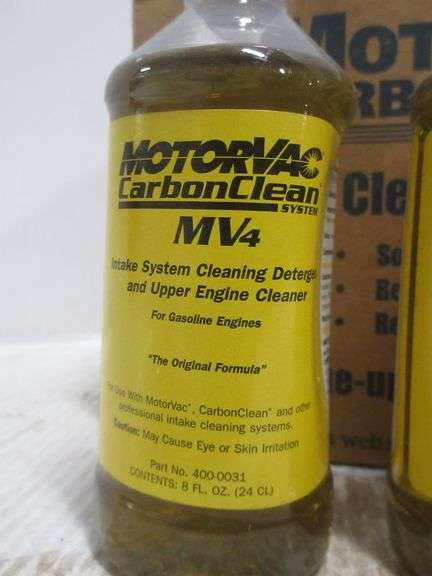 MOTORVAC
CarbonClean
SYSTEM
MV4
Intake System Cleaning Deterge
and Upper Engine Cleaner
For Gasoline Engines
"The Original Formula"
For Use With MotorVac®, CarbonClean® and other
professional intake cleaning systems.
Caution: May Cause Eye or Skin Irritation
Part No. 400-0031
CONTENTS: 8 FL. OZ. (24 CL)
MOT
RB
Cle
• So
• Re
• Re
e-up
web